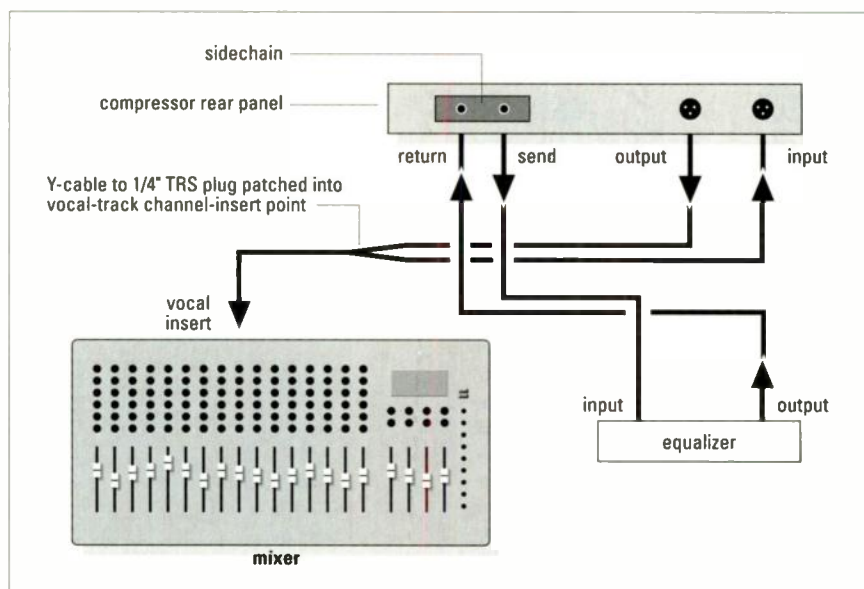 sidechain
compressor rear panel
return
send
output
input
Y-cable to 1/4" TRS plug patched into
vocal-track channel-insert point
vocal
insert
input
output
equalizer
mixer